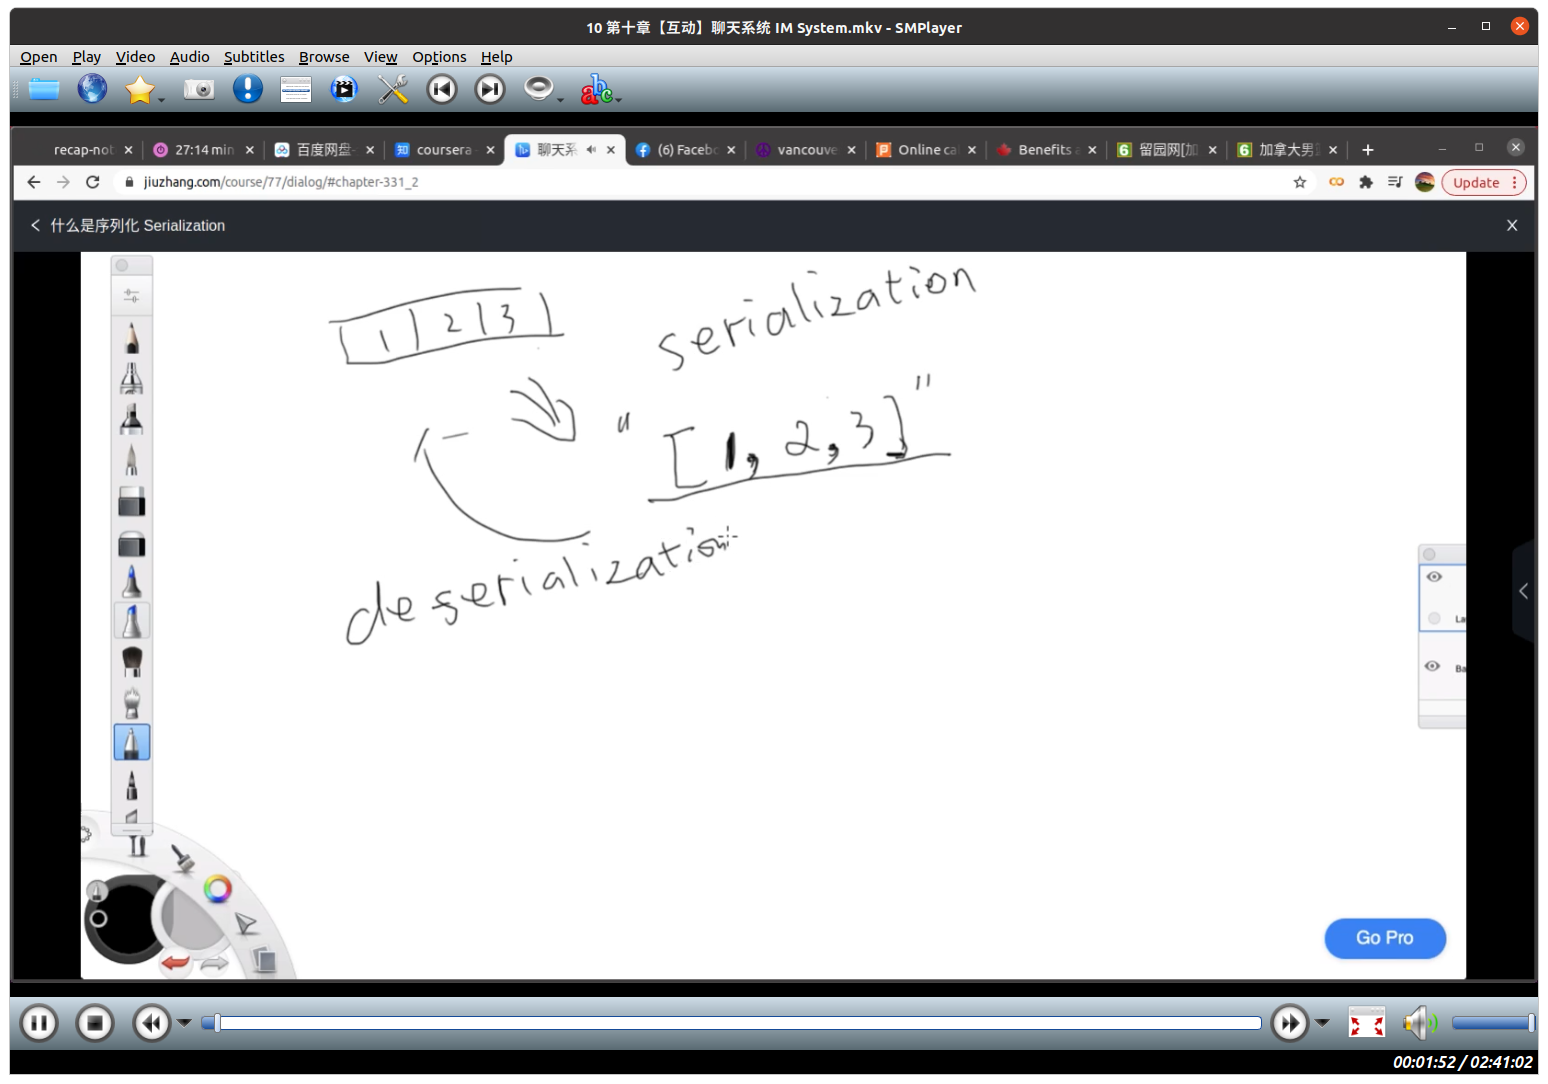 10 第十章【互动】聊天系统 IM System.mkv - SMPlayer
Open Play Video Audio Subtitles Browse View Options Help
abc
recap-not 27:14 min 百度网盘- coursera 聊天系 (6) Facebo vancouve Online cal Benefits 留园网[加 加拿大男
jiuzhang.com/course/77/dialog/#chapter-331_2 Update
什么是序列化 Serialization
1 2 3
serialization
"[1, 2, 3]"
deserialization
La
Ba
Go Pro
00:01:52 / 02:41:02